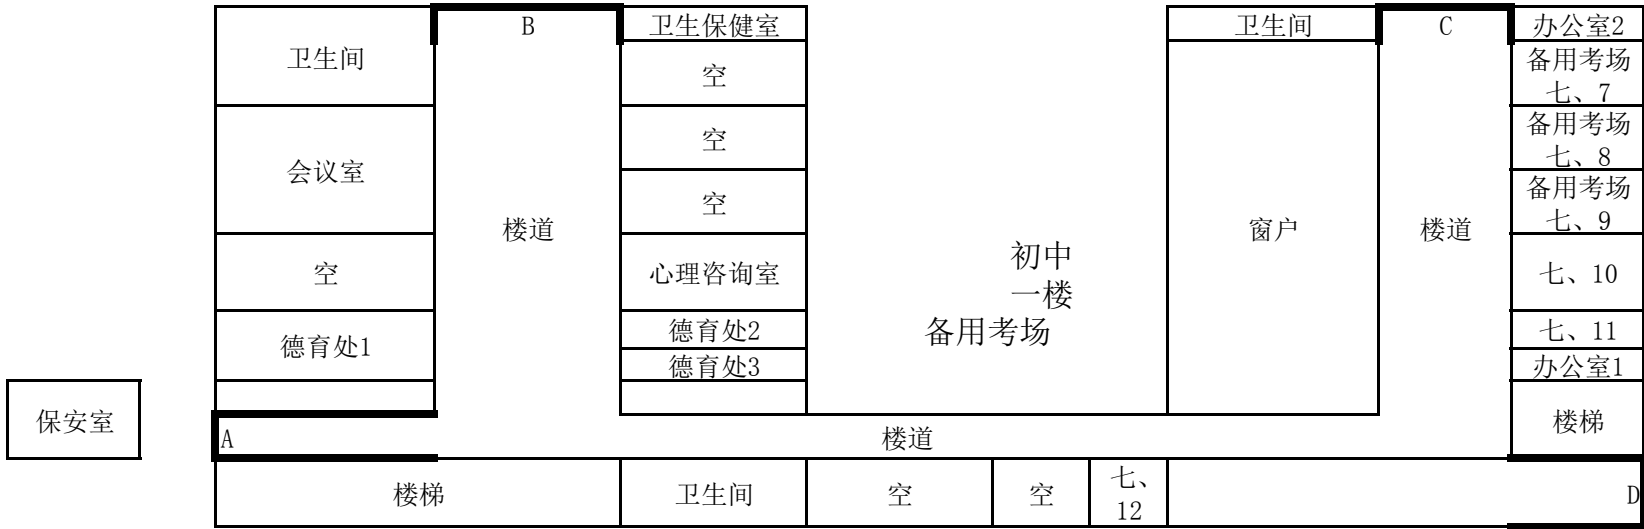 B
卫生保健室
卫生间
C
办公室2
卫生间
空
备用考场
七、7
会议室
空
备用考场
七、8
空
备用考场
七、9
楼道
窗户
楼道
初中
一楼
备用考场
空
心理咨询室
七、10
德育处1
德育处2
七、11
德育处3
办公室1
保安室
A
楼道
楼梯
楼梯
卫生间
空
空
七、
12
D